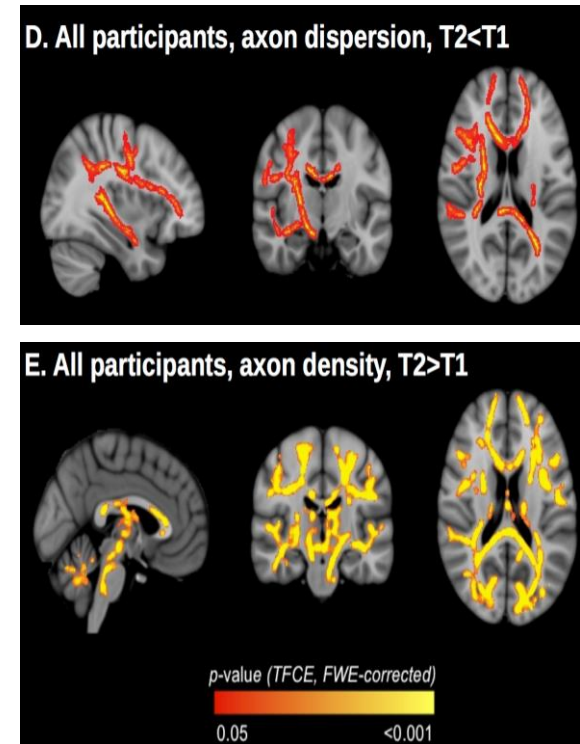 D. All participants, axon dispersion, T2<T1
E. All participants, axon density, T2>T1
p-value (TFCE, FWE-corrected)
0.05 <0.001